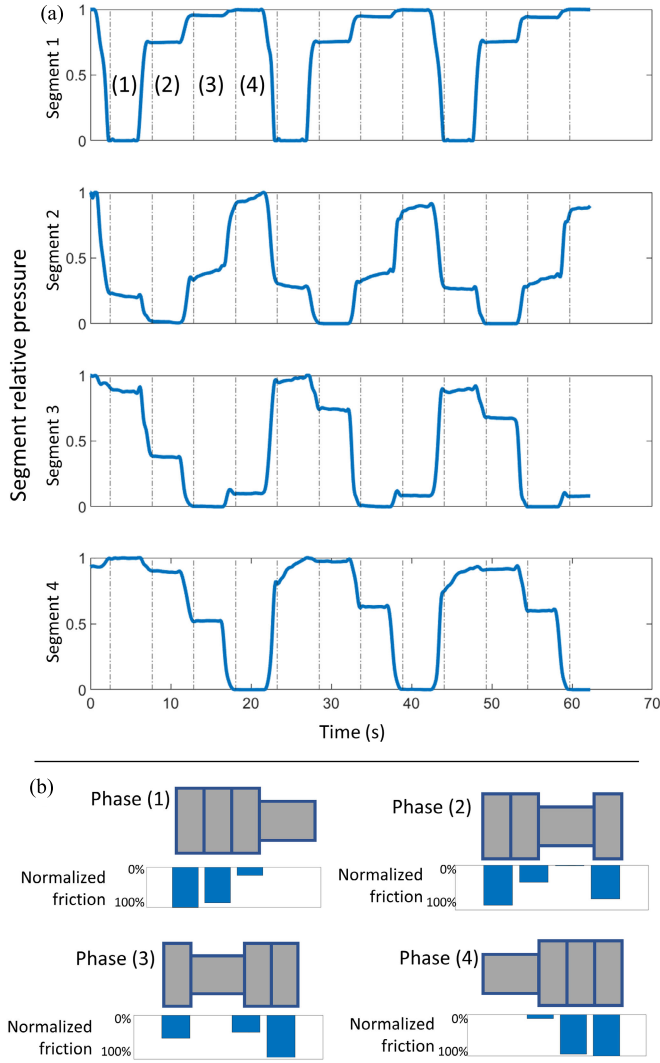 (a)
Segment relative pressure
Segment 1
1
0.5
0
(1) (2) (3) (4)
Segment 2
1
0.5
0
Segment 3
1
0.5
0
Segment 4
1
0.5
0
0 10 20 30 40 50 60 70
Time (s)
(b)
Phase (1)
Normalized
friction
0%
100%
Phase (2)
Normalized
friction
0%
100%
Phase (3)
Normalized
friction
0%
100%
Phase (4)
Normalized
friction
0%
100%